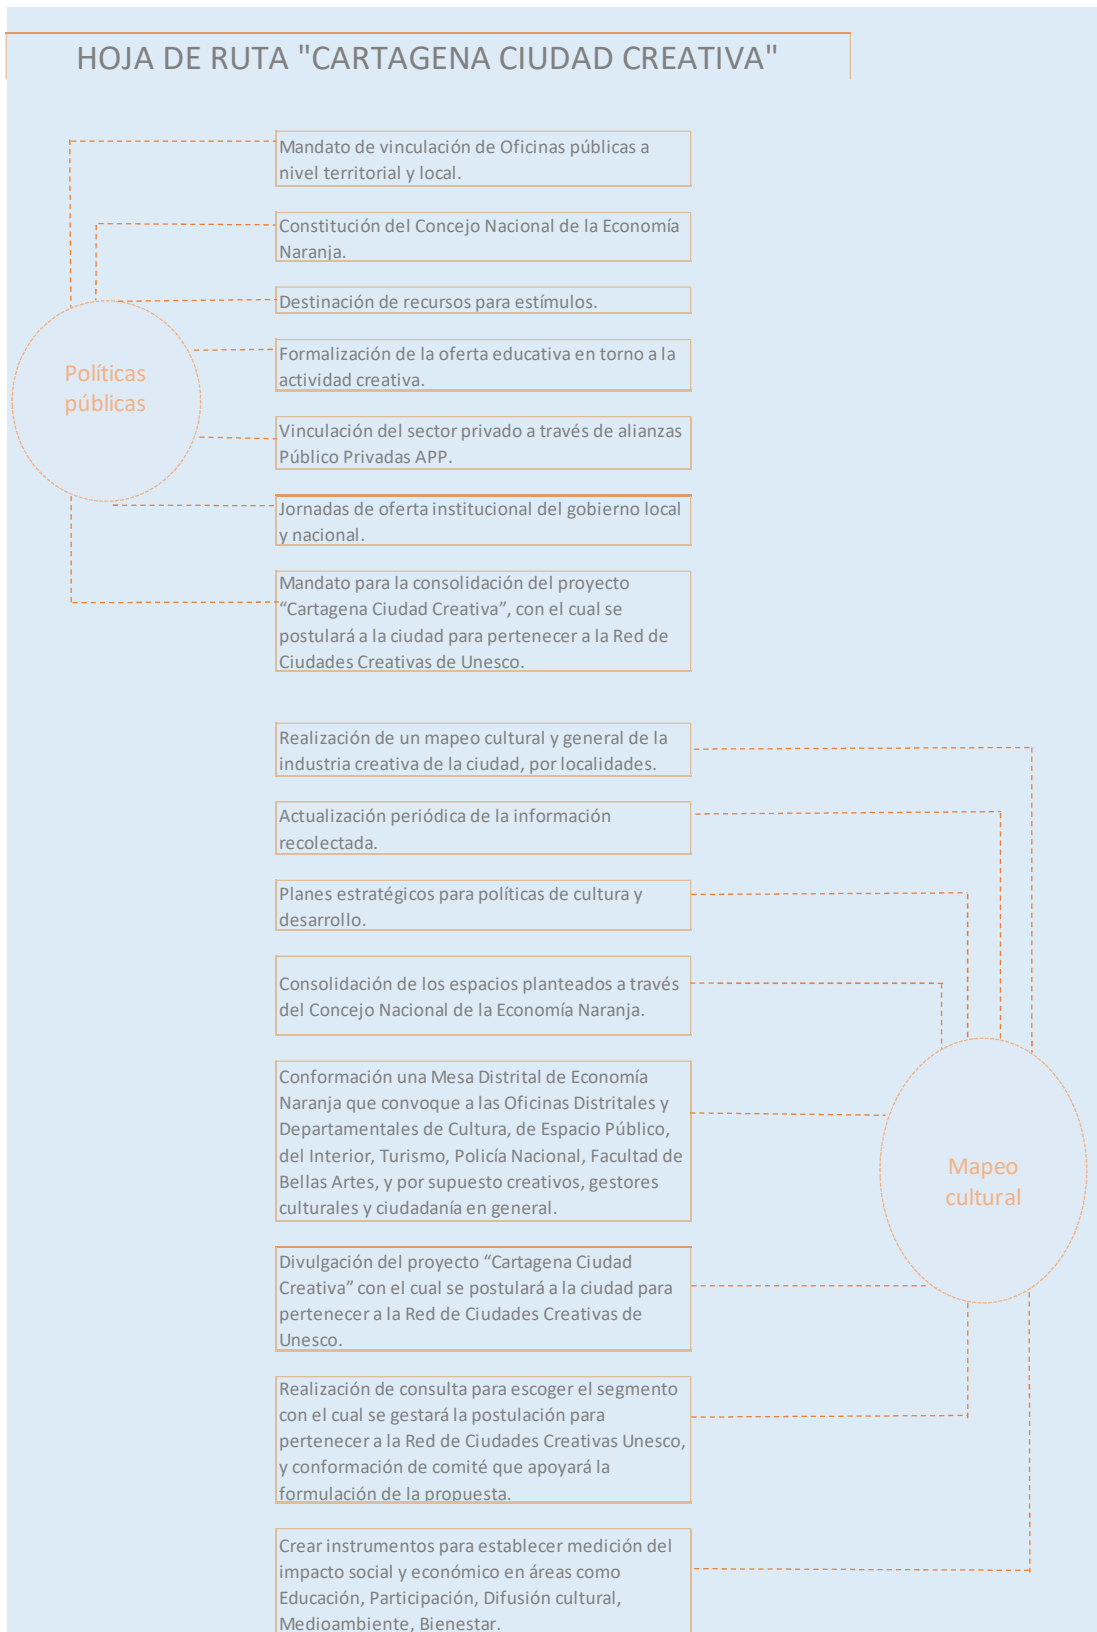 HOJA DE RUTA "CARTAGENA CIUDAD CREATIVA"
Mandato de vinculación de Oficinas públicas a
nivel territorial y local.
Constitución del Concejo Nacional de la Economía
Naranja.
Destinación de recursos para estímulos.
Formalización de la oferta educativa en torno a la
actividad creativa.
Políticas
públicas
Vinculación del sector privado a través de alianzas
Público Privadas APP.
Jornadas de oferta institucional del gobierno local
y nacional.
Mandato para la consolidación del proyecto
“Cartagena Ciudad Creativa”, con el cual se
postulará a la ciudad para pertenecer a la Red de
Ciudades Creativas de Unesco.
Realización de un mapeo cultural y general de la
industria creativa de la ciudad, por localidades.
Actualización periódica de la información
recolectada.
Planes estratégicos para políticas de cultura y
desarrollo.
Consolidación de los espacios planteados a través
del Concejo Nacional de la Economía Naranja.
Conformación una Mesa Distrital de Economía
Naranja que convoque a las Oficinas Distritales y
Departamentales de Cultura, de Espacio Público,
del Interior, Turismo, Policía Nacional, Facultad de
Bellas Artes, y por supuesto creativos, gestores
culturales y ciudadanía en general.
Mapeo
cultural
Divulgación del proyecto “Cartagena Ciudad
Creativa” con el cual se postulará a la ciudad para
pertenecer a la Red de Ciudades Creativas de
Unesco.
Realización de consulta para escoger el segmento
con el cual se gestará la postulación para
pertenecer a la Red de Ciudades Creativas Unesco,
y conformación de comité que apoyará la
formulación de la propuesta.
Crear instrumentos para establecer medición del
impacto social y económico en áreas como
Educación, Participación, Difusión cultural,
Medioambiente, Bienestar.